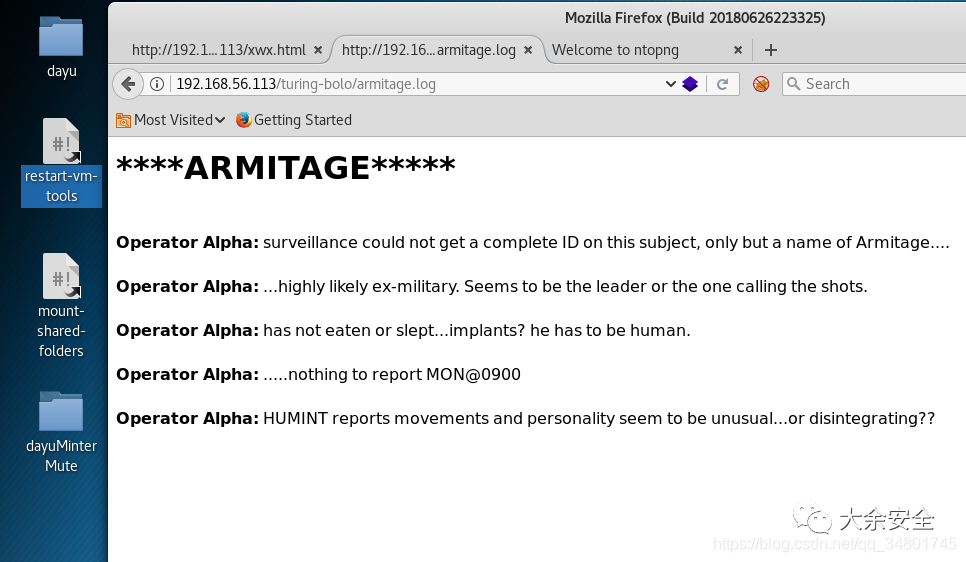 dayu
restart-vm-
tools
mount-
shared-
folders
dayuMinter
Mute
Mozilla Firefox (Build 20180626223325)
http://192.1...113/xwx.html × http://192.16...armitage.log × Welcome to ntopng × +
192.168.56.113/turing-bolo/armitage.log Search
Most Visited Getting Started
****ARMITAGE*****
Operator Alpha: surveillance could not get a complete ID on this subject, only but a name of Armitage....
Operator Alpha: ...highly likely ex-military. Seems to be the leader or the one calling the shots.
Operator Alpha: has not eaten or slept...implants? he has to be human.
Operator Alpha: .....nothing to report MON@0900
Operator Alpha: HUMINT reports movements and personality seem to be unusual...or disintegrating??
大余安全
https://blog.csdn.net/qq_34801745